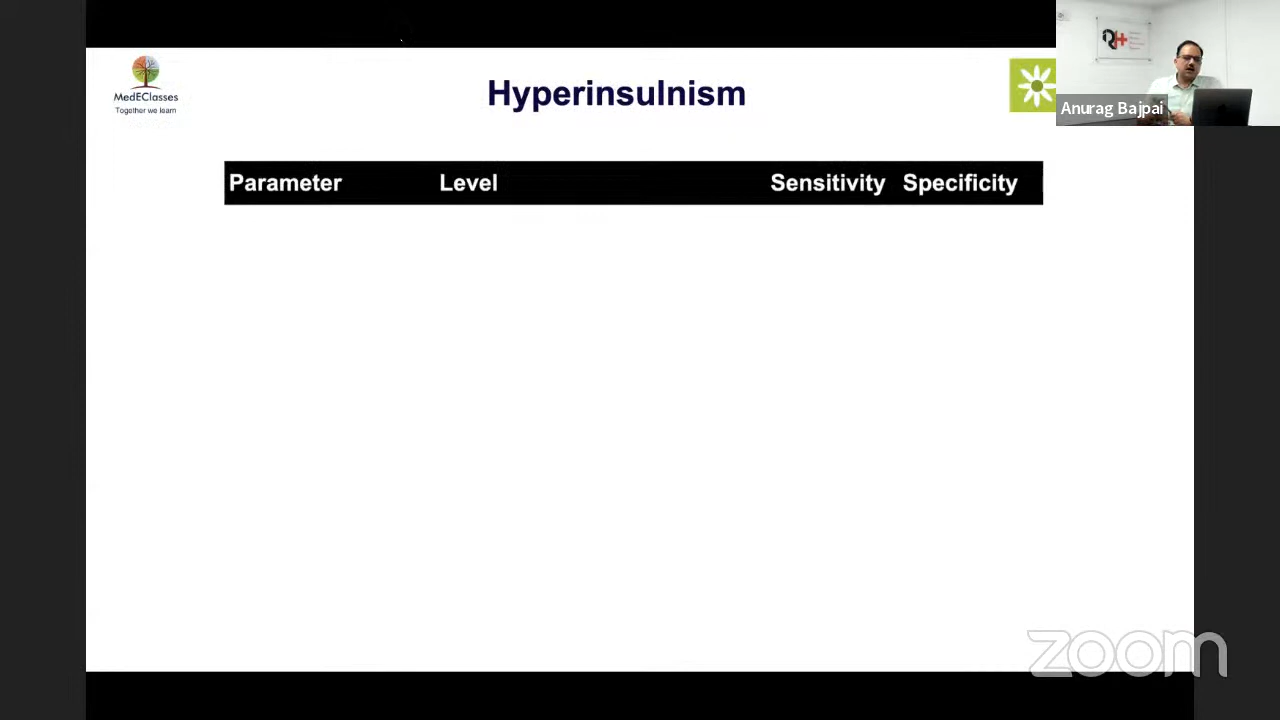 MedEClasses
Together we learn
Hyperinsulnism
Anurag Bajpai
Parameter Level Sensitivity Specificity
zoom